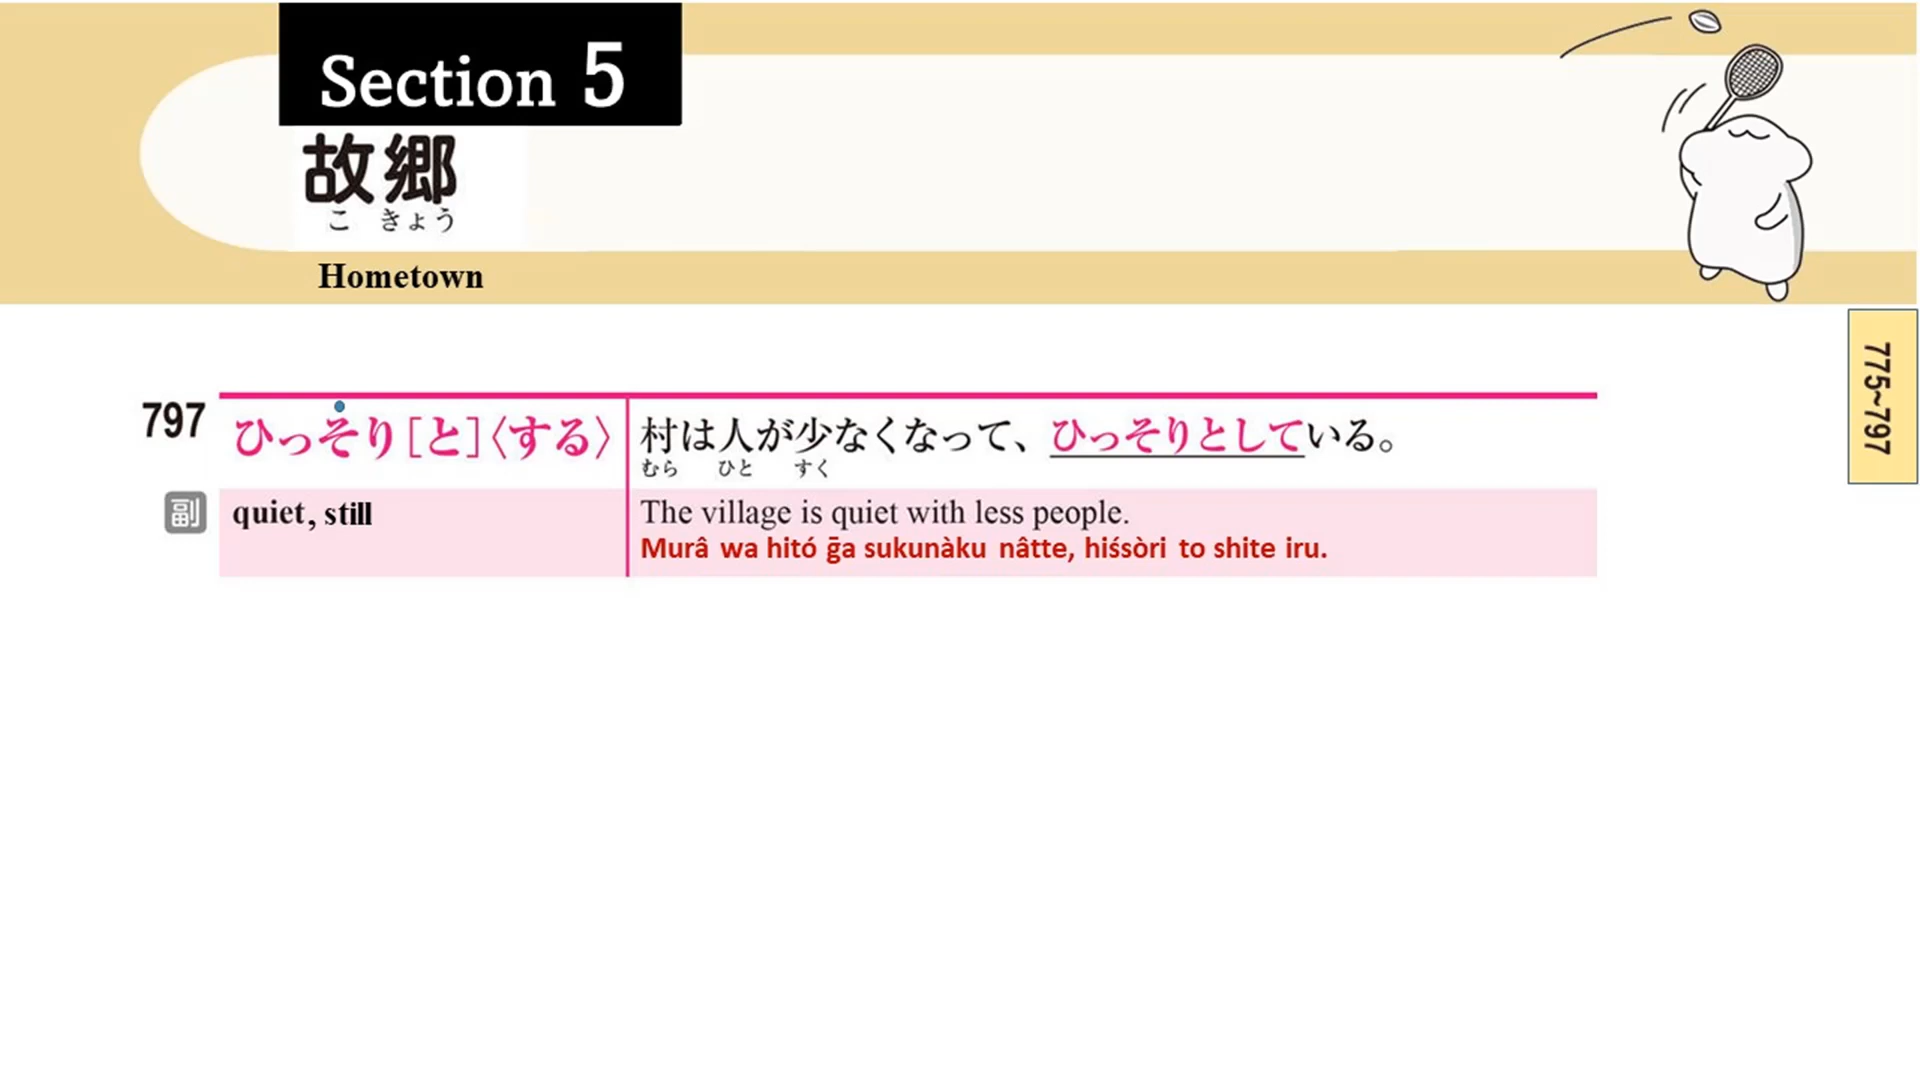 Section 5
故郷
こ きょう
Hometown
775~797
797 ひっそり[と]〈する〉 村は人が少なくなって、ひっそりとしている。
むら ひと すく
副 quiet, still The village is quiet with less people.
Murâ wa hitó ḡa sukunàku nâtte, hiśsòri to shite iru.